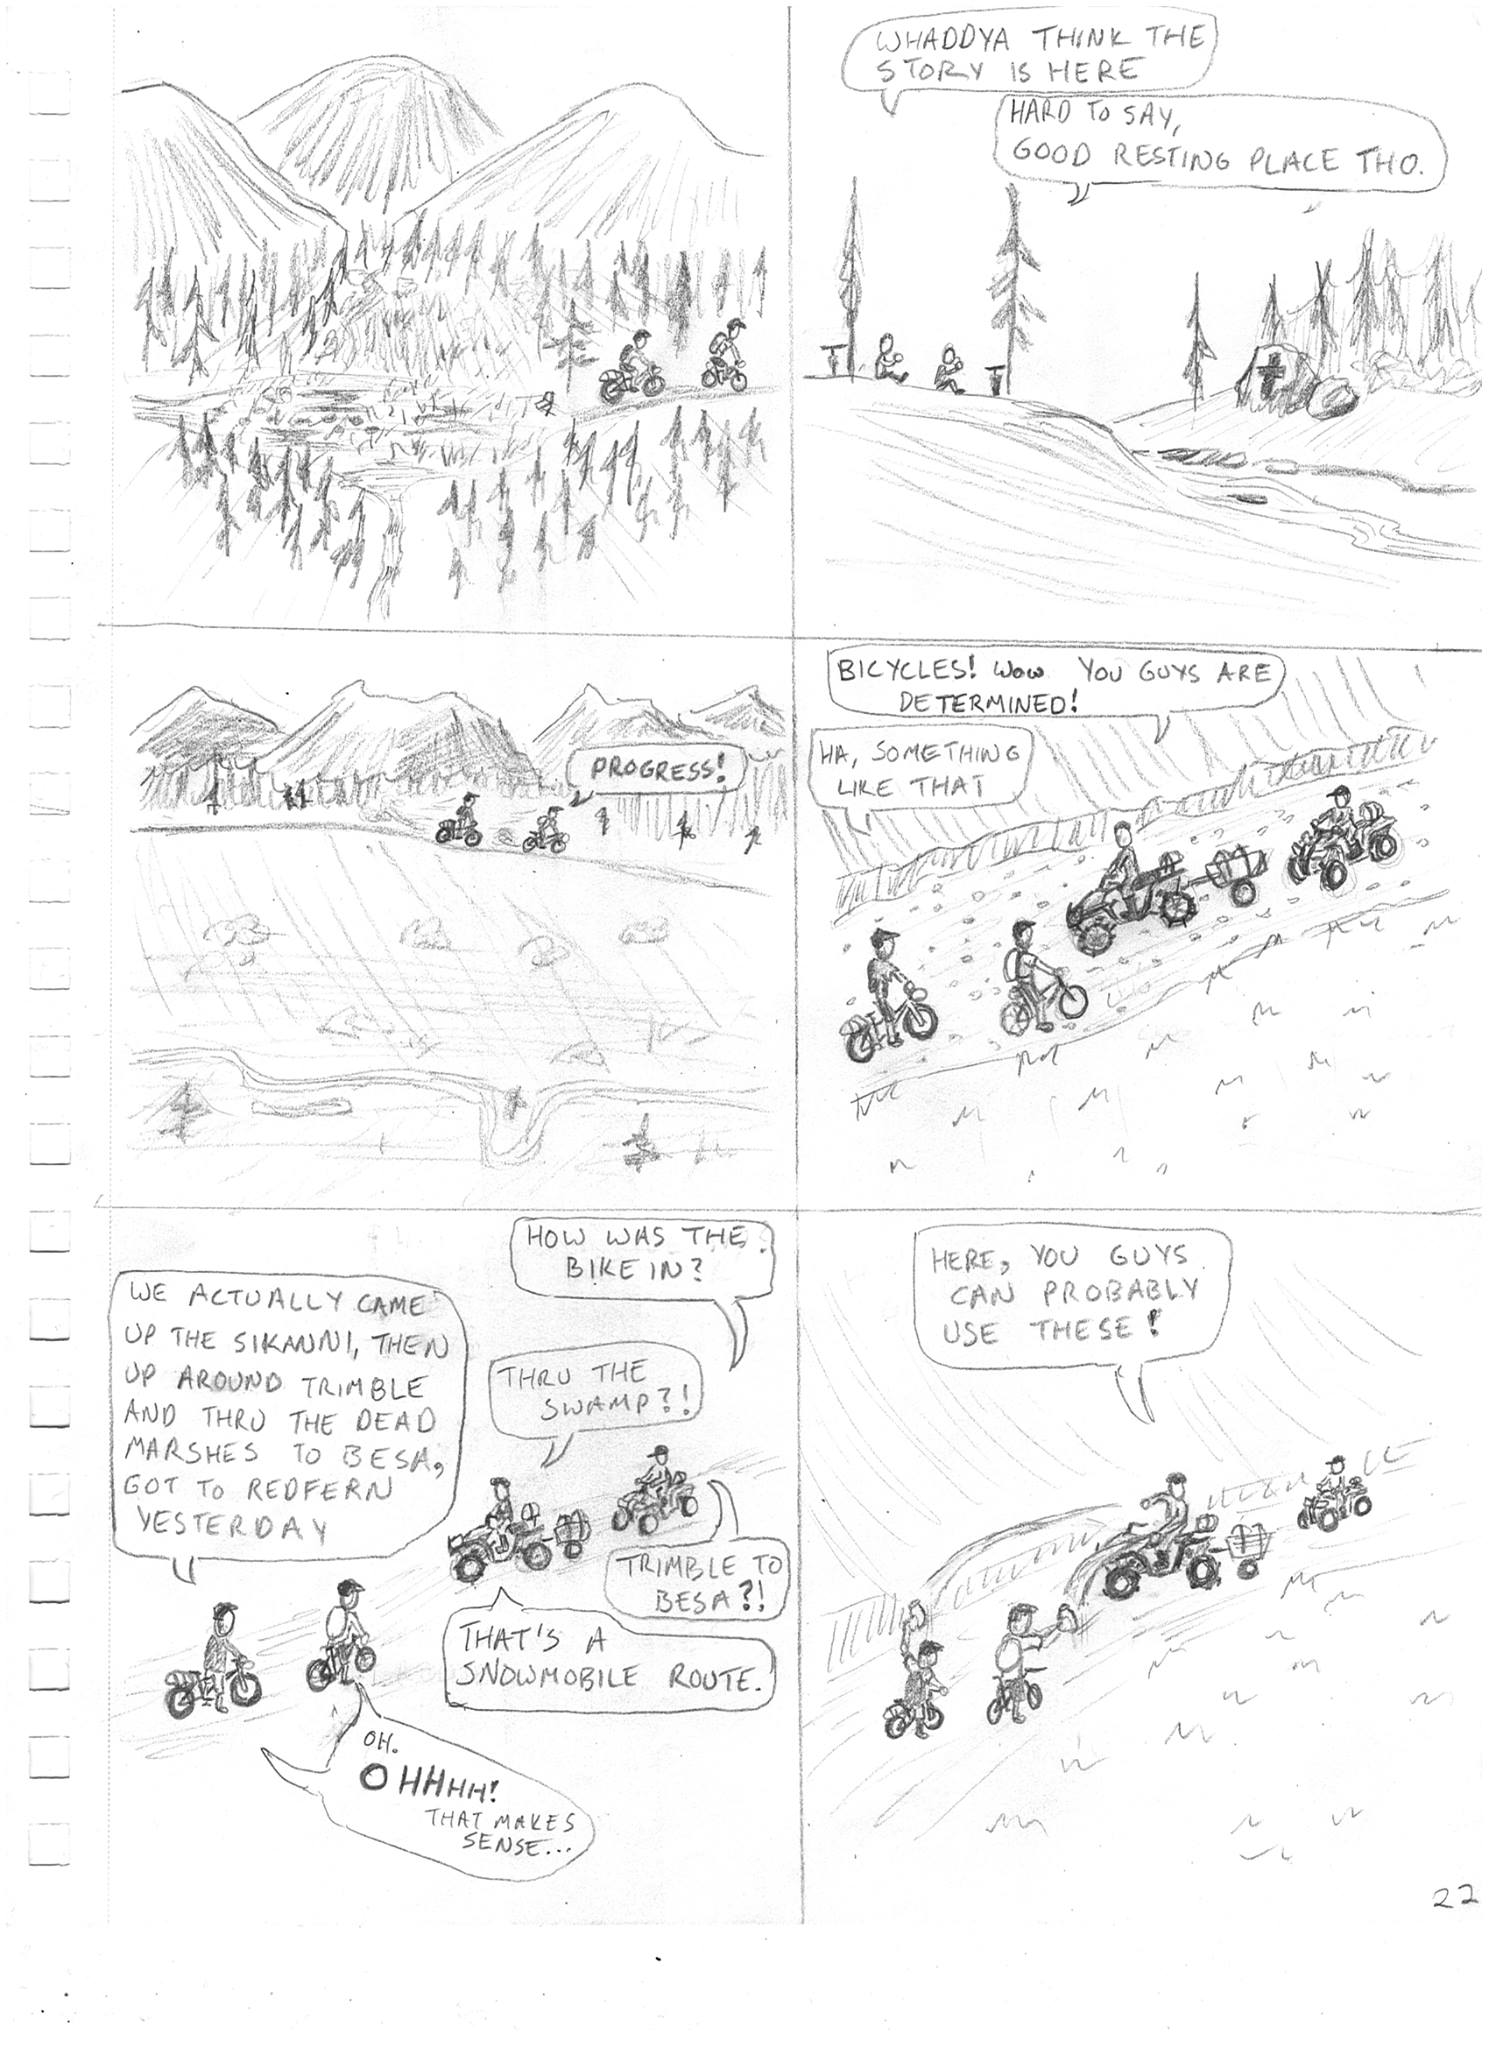 WHADDYA THINK THE
STORY IS HERE
HARD TO SAY,
GOOD RESTING PLACE THO.
PROGRESS!
BICYCLES! WOW YOU GUYS ARE
DETERMINED!
HA, SOMETHING
LIKE THAT
HOW WAS THE
BIKE IN?
WE ACTUALLY CAME
UP THE SIKANNI, THEN
UP AROUND TRIMBLE
AND THRU THE DEAD
MARSHES TO BESA,
GOT TO REDFERN
YESTERDAY
THRU THE
SWAMP?!
TRIMBLE TO
BESA?!
THAT'S A
SNOWMOBILE ROUTE.
OH.
OHHHH!
THAT MAKES
SENSE...
HERE, YOU GUYS
CAN PROBABLY
USE THESE!
22